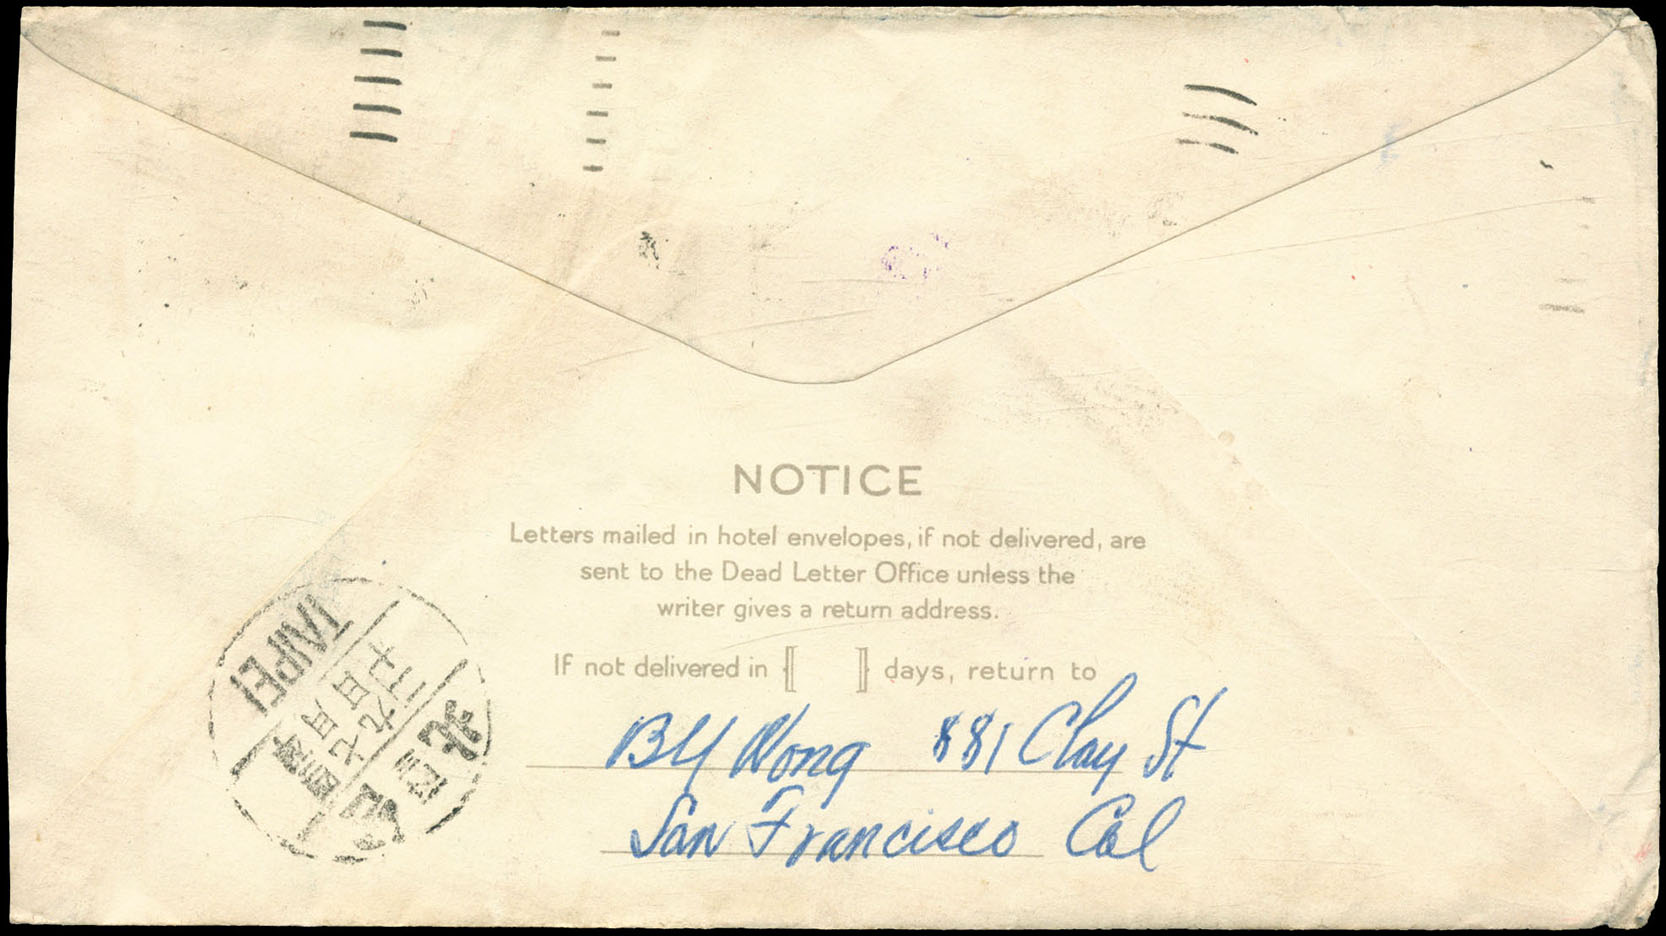 NOTICE
Letters mailed in hotel envelopes, if not delivered, are
sent to the Dead Letter Office unless the
writer gives a return address.
If not delivered in { } days, return to
BY Wong 881 Clay St
San Francisco Cal
TAIPEI
北